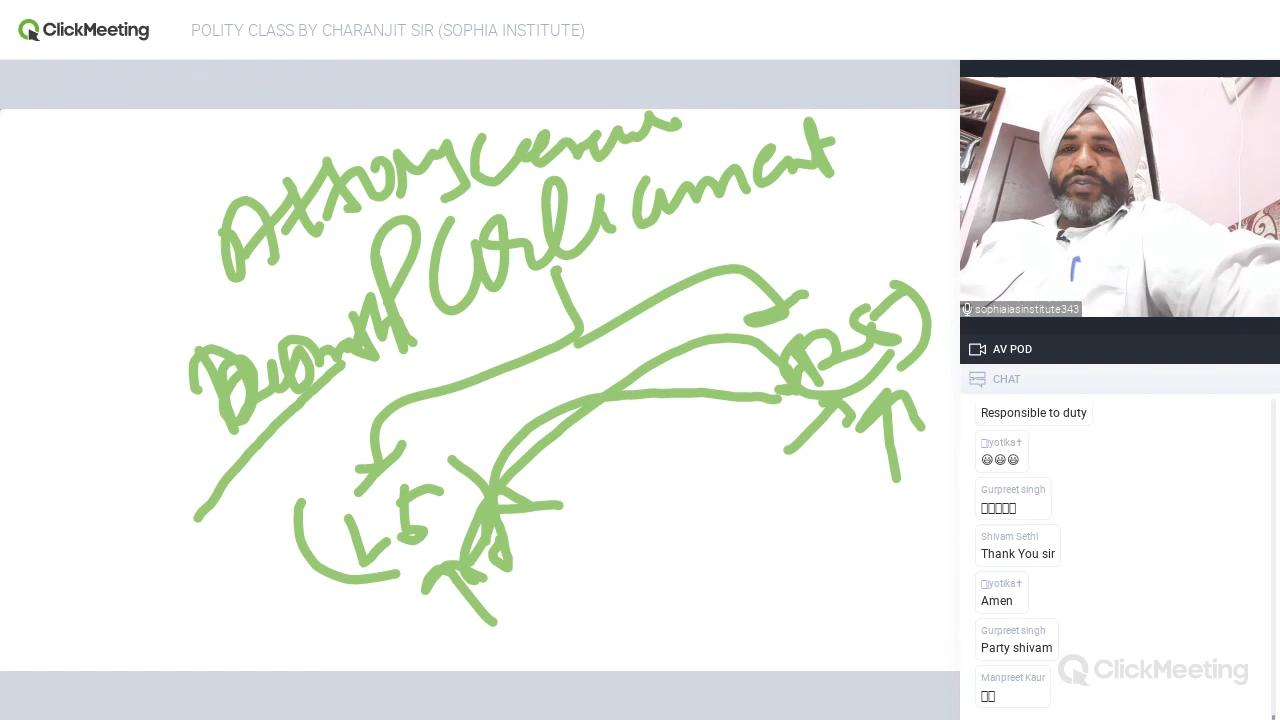 ClickMeeting
POLITY CLASS BY CHARANJIT SIR (SOPHIA INSTITUTE)
Parliament
(RS)
(LS
sophiaiasinstitute343
AV POD
CHAT
Responsible to duty
Jyotika✝
😃😃😃
Gurpreet singh
Shivam Sethi
Thank You sir
Jyotika✝
Amen
Gurpreet singh
Party shivam
Manpreet Kaur
ClickMeeting